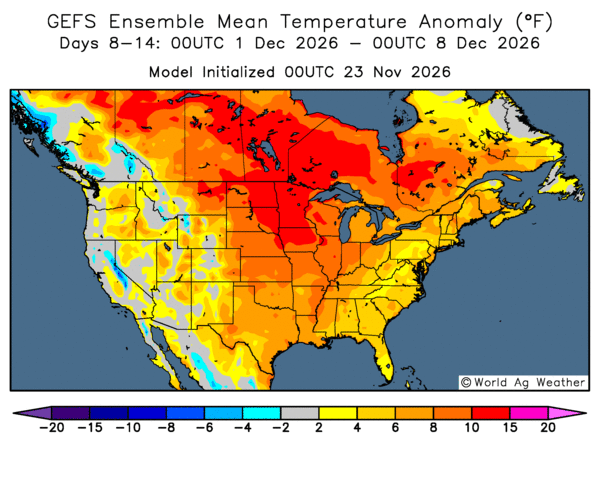 GEFS Ensemble Mean Temperature Anomaly (°F)
Days 8–14: 00UTC 1 Dec 2026 – 00UTC 8 Dec 2026
Model Initialized 00UTC 23 Nov 2026
©World Ag Weather
−20 −15 −10 −8 −6 −4 −2 2 4 6 8 10 15 20